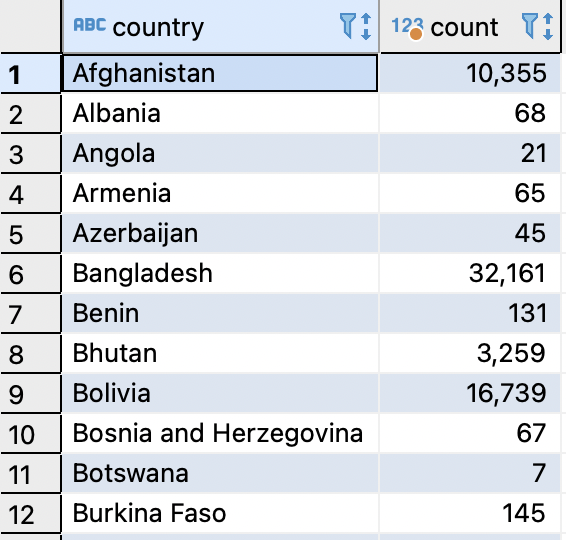 ABC country 123 count
1 Afghanistan 10,355
2 Albania 68
3 Angola 21
4 Armenia 65
5 Azerbaijan 45
6 Bangladesh 32,161
7 Benin 131
8 Bhutan 3,259
9 Bolivia 16,739
10 Bosnia and Herzegovina 67
11 Botswana 7
12 Burkina Faso 145